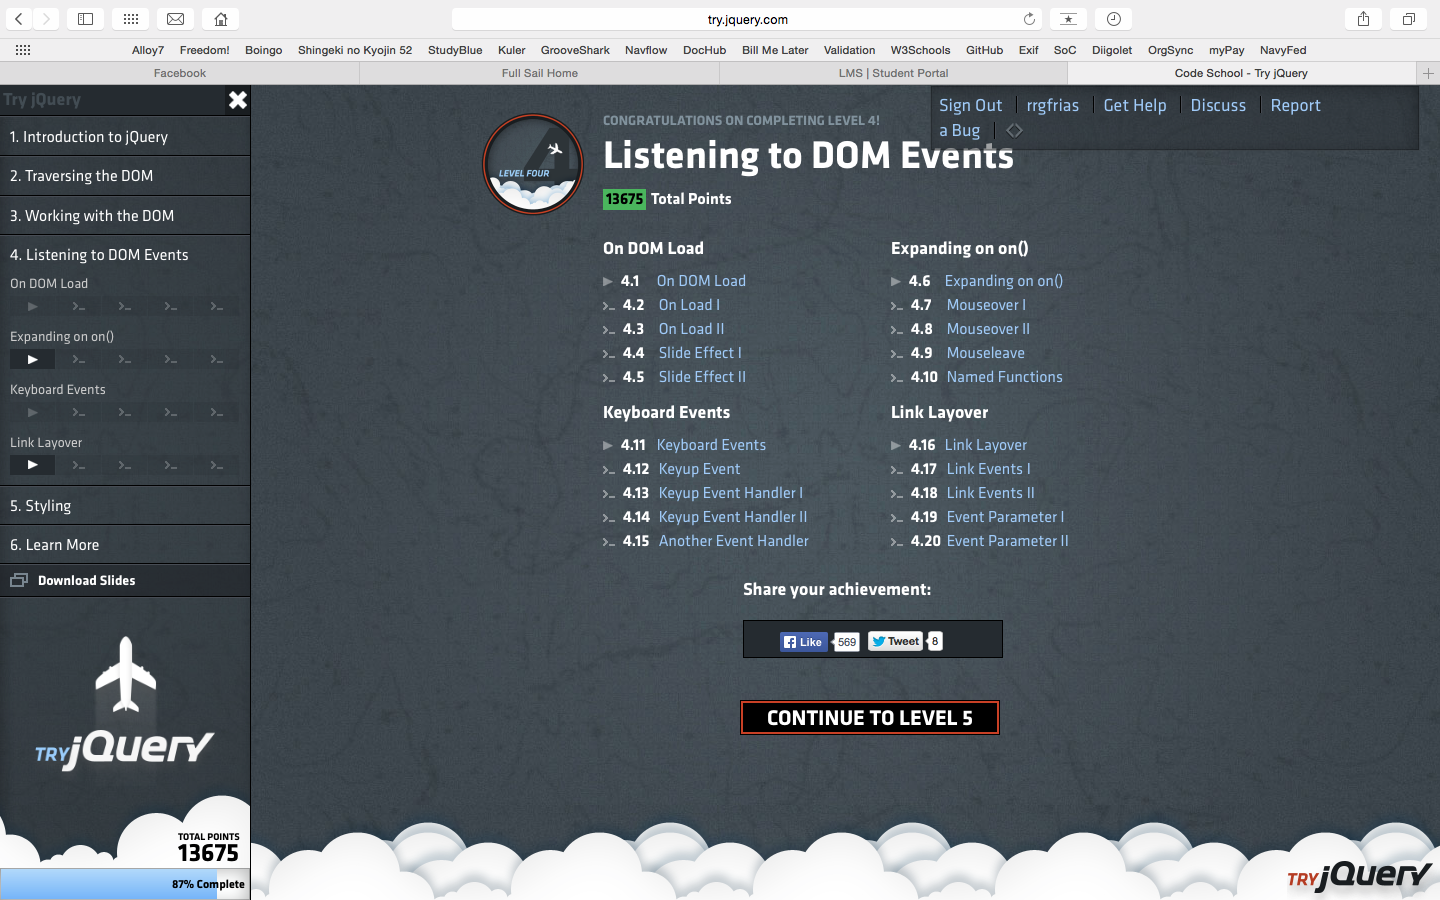 try.jquery.com
Alloy7 Freedom! Boingo Shingeki no Kyojin 52 StudyBlue Kuler GrooveShark Navflow DocHub Bill Me Later Validation W3Schools GitHub Exif SoC Diigolet OrgSync myPay NavyFed
Facebook Full Sail Home LMS | Student Portal Code School - Try jQuery
Try jQuery
1. Introduction to jQuery
2. Traversing the DOM
3. Working with the DOM
4. Listening to DOM Events
On DOM Load
Expanding on on()
Keyboard Events
Link Layover
5. Styling
6. Learn More
Download Slides
TRY jQuery
TOTAL POINTS
13675
87% Complete
Sign Out rrgfrias Get Help Discuss Report
a Bug
LEVEL FOUR
CONGRATULATIONS ON COMPLETING LEVEL 4!
Listening to DOM Events
13675 Total Points
On DOM Load
4.1 On DOM Load
4.2 On Load I
4.3 On Load II
4.4 Slide Effect I
4.5 Slide Effect II
Expanding on on()
4.6 Expanding on on()
4.7 Mouseover I
4.8 Mouseover II
4.9 Mouseleave
4.10 Named Functions
Keyboard Events
4.11 Keyboard Events
4.12 Keyup Event
4.13 Keyup Event Handler I
4.14 Keyup Event Handler II
4.15 Another Event Handler
Link Layover
4.16 Link Layover
4.17 Link Events I
4.18 Link Events II
4.19 Event Parameter I
4.20 Event Parameter II
Share your achievement:
Like 569 Tweet 8
CONTINUE TO LEVEL 5
TRY jQuery